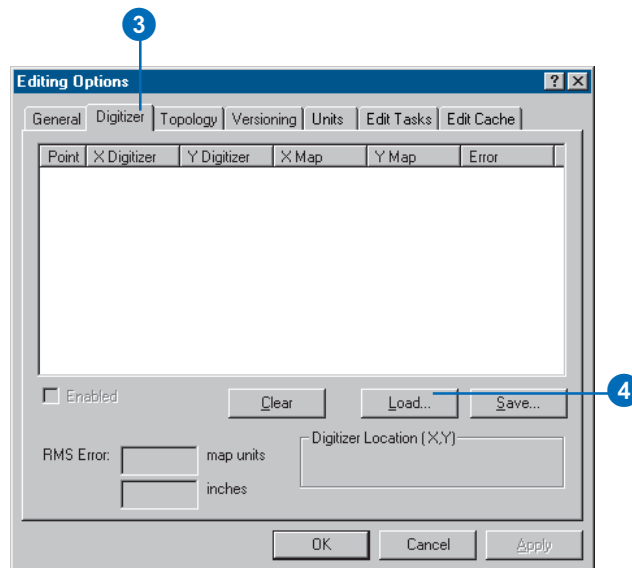 3
Editing Options
General Digitizer Topology Versioning Units Edit Tasks Edit Cache
Point X Digitizer Y Digitizer X Map Y Map Error
Enabled Clear Load... Save... 4
Digitizer Location (X,Y)
RMS Error: map units
inches
OK Cancel Apply